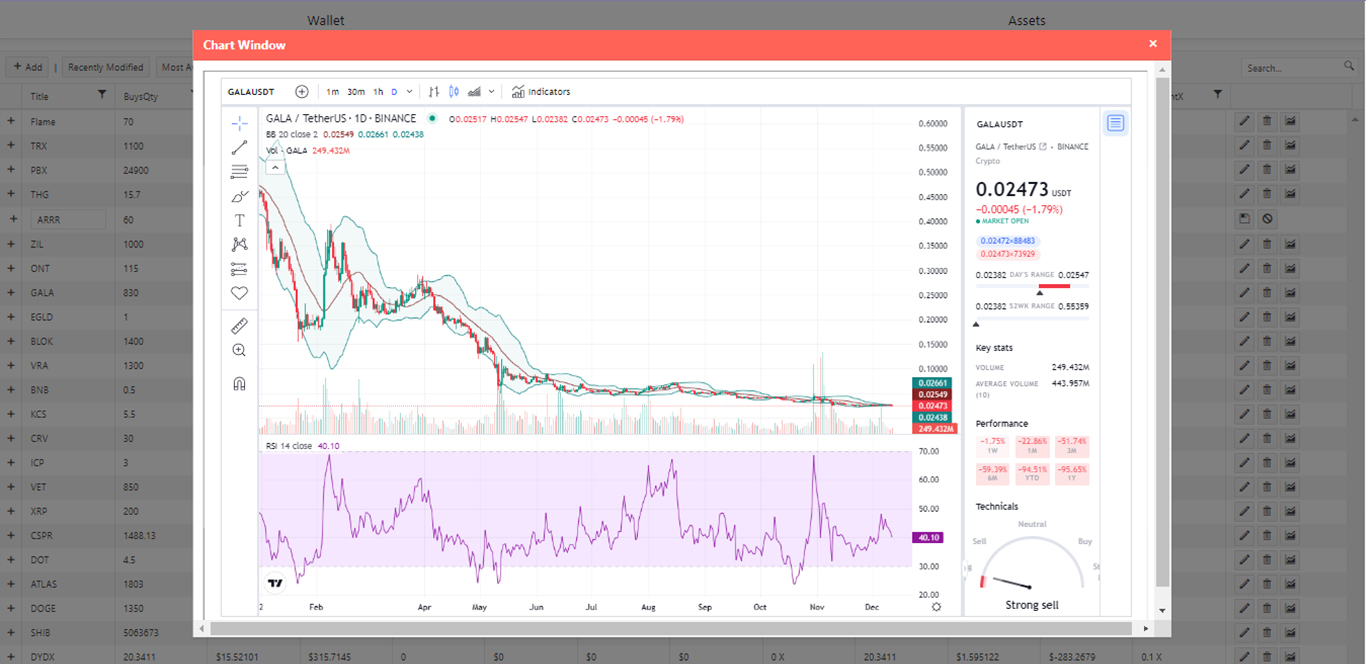 Wallet Assets
Chart Window ×
+ Add | Recently Modified Most A Search...
Title BuysQty ntX
GALAUSDT 1m 30m 1h D Indicators
GALA / TetherUS · 1D · BINANCE O0.02517 H0.02547 L0.02382 C0.02473 −0.00045 (−1.79%)
BB 20 close 2 0.02549 0.02661 0.02438
Vol · GALA 249.432M
0.60000
0.55000
0.50000
0.45000
0.40000
0.35000
0.30000
0.25000
0.20000
0.15000
0.10000
0.02661
0.02549
0.02473
0.02438
249.432M
RSI 14 close 40.10
70.00
60.00
50.00
40.10
30.00
20.00
2 Feb Apr May Jun Jul Aug Sep Oct Nov Dec
GALAUSDT
GALA / TetherUS · BINANCE
Crypto
0.02473 USDT
−0.00045 (−1.79%)
MARKET OPEN
0.02472×88483
0.02473×73929
0.02382 DAY'S RANGE 0.02547
0.02382 52WK RANGE 0.55359
Key stats
VOLUME 249.432M
AVERAGE VOLUME 443.957M
(10)
Performance
−1.75% −22.86% −51.74%
1W 1M 3M
−59.39% −94.51% −95.65%
6M YTD 1Y
Technicals
Neutral
Sell Buy
Strong sell
+ Flame 70
+ TRX 1100
+ PBX 24900
+ THG 15.7
+ ARRR 60
+ ZIL 1000
+ ONT 115
+ GALA 830
+ EGLD 1
+ BLOK 1400
+ VRA 1300
+ BNB 0.5
+ KCS 5.5
+ CRV 30
+ ICP 3
+ VET 850
+ XRP 200
+ CSPR 1488.13
+ DOT 4.5
+ ATLAS 1803
+ DOGE 1350
+ SHIB 5063673
+ DYDX 20.3411 $15.52101 $315.7145 0 $0 $0 $0 0 X 20.3411 $1.595122 $-283.2679 0.1 X